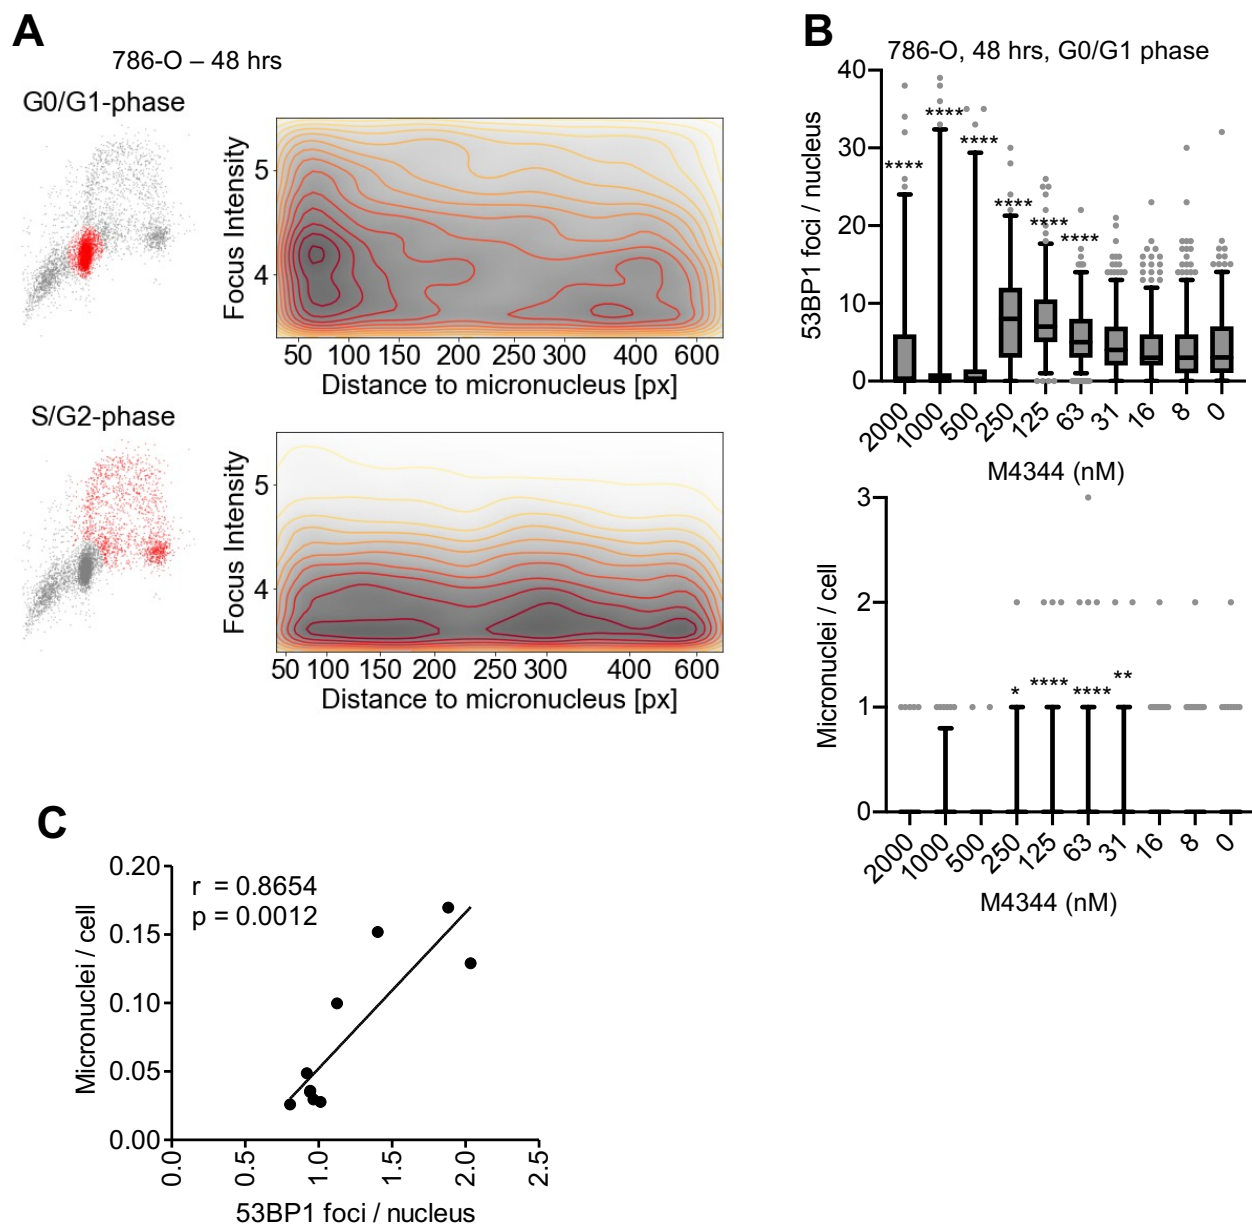 A
786-O – 48 hrs
G0/G1-phase
Focus Intensity
5
4
50 100 150 200 250 300 400 600
Distance to micronucleus [px]
S/G2-phase
Focus Intensity
5
4
50 100 150 200 250 300 400 600
Distance to micronucleus [px]
B
786-O, 48 hrs, G0/G1 phase
53BP1 foci / nucleus
40
30
20
10
0
**** **** **** **** **** ****
2000 1000 500 250 125 63 31 16 8 0
M4344 (nM)
Micronuclei / cell
3
2
1
0
* **** **** **
2000 1000 500 250 125 63 31 16 8 0
M4344 (nM)
C
r = 0.8654
p = 0.0012
Micronuclei / cell
0.20
0.15
0.10
0.05
0.00
0.0 0.5 1.0 1.5 2.0 2.5
53BP1 foci / nucleus